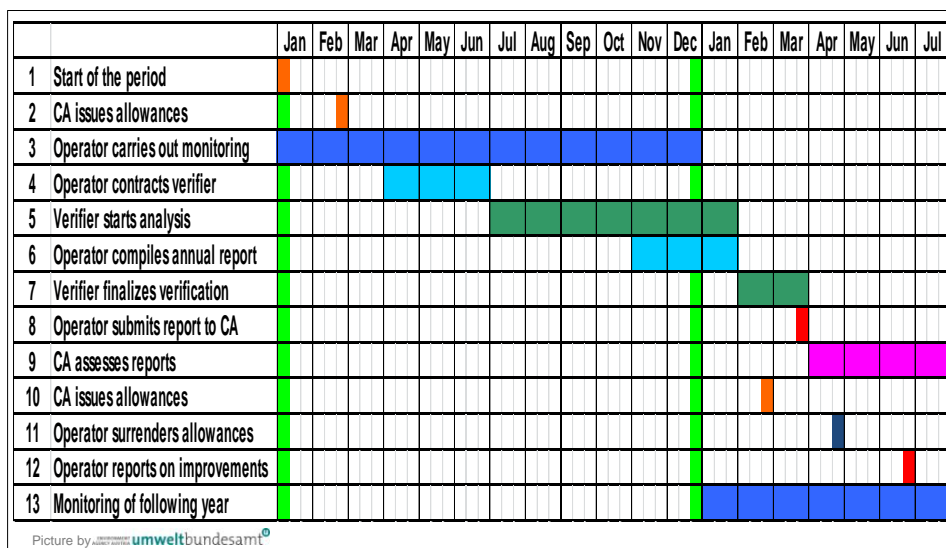 Jan Feb Mar Apr May Jun Jul Aug Sep Oct Nov Dec Jan Feb Mar Apr May Jun Jul
1 Start of the period
2 CA issues allowances
3 Operator carries out monitoring
4 Operator contracts verifier
5 Verifier starts analysis
6 Operator compiles annual report
7 Verifier finalizes verification
8 Operator submits report to CA
9 CA assesses reports
10 CA issues allowances
11 Operator surrenders allowances
12 Operator reports on improvements
13 Monitoring of following year
Picture by ENVIRONMENT AGENCY AUSTRIA umweltbundesamt